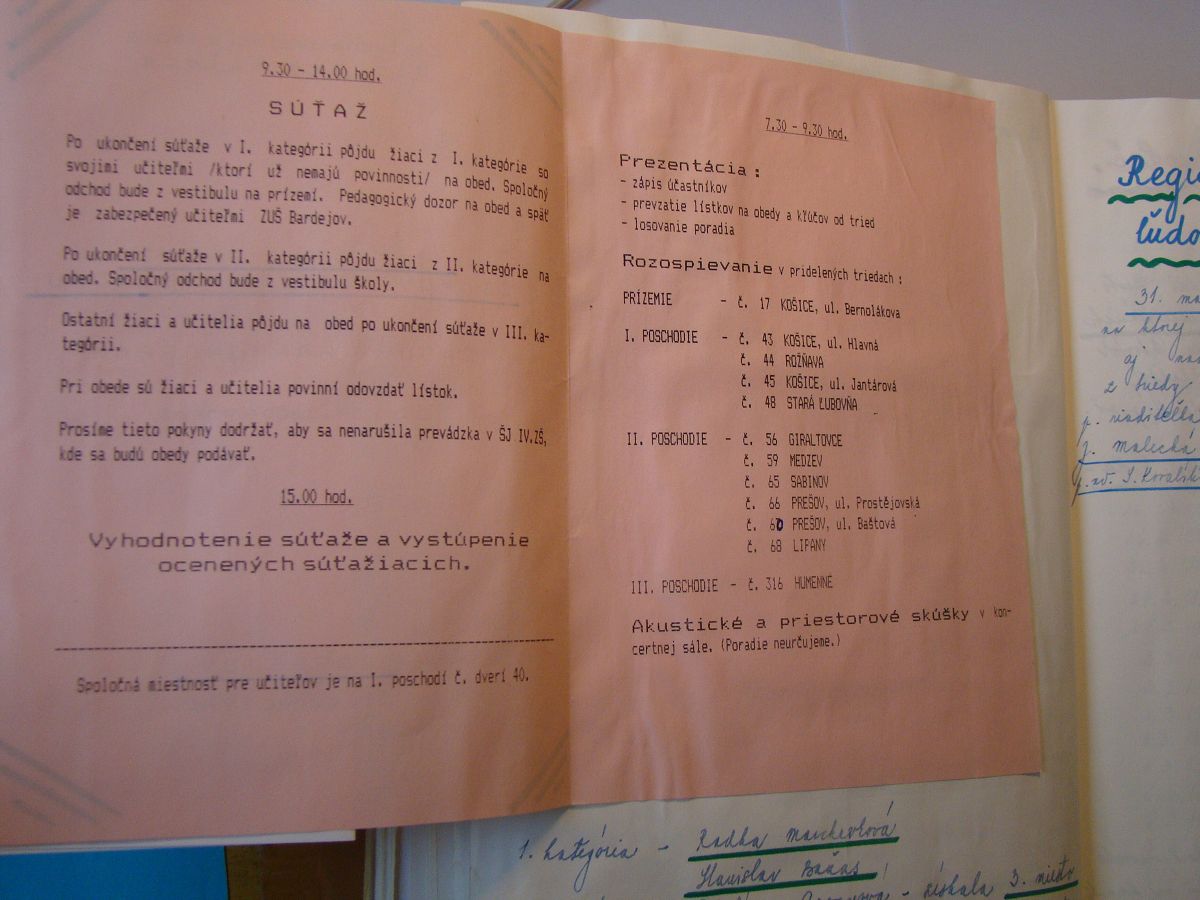 9.30 - 14.00 hod.
SÚŤAŽ
Po ukončení súťaže v I. kategórii pôjdu žiaci z I. kategórie so
svojimi učiteľmi /ktorí už nemajú povinnosti/ na obed. Spoločný
odchod bude z vestibulu na prízemí. Pedagogický dozor na obed a späť
je zabezpečený učiteľmi ZUŠ Bardejov.
Po ukončení súťaže v II. kategórii pôjdu žiaci z II. kategórie na
obed. Spoločný odchod bude z vestibulu školy.
Ostatní žiaci a učitelia pôjdu na obed po ukončení súťaže v III. ka-
tegórii.
Pri obede sú žiaci a učitelia povinní odovzdať lístok.
Prosíme tieto pokyny dodržať, aby sa nenarušila prevádzka v ŠJ IV.ZŠ,
kde sa budú obedy podávať.
15.00 hod.
Vyhodnotenie súťaže a vystúpenie
ocenených súťažiacich.
Spoločná miestnosť pre učiteľov je na I. poschodí č. dverí 40.
7.30 - 9.30 hod.
Prezentácia :
- zápis účastníkov
- prevzatie lístkov na obedy a kľúčov od tried
- losovanie poradia
Rozospievanie v pridelených triedach :
PRÍZEMIE - č. 17 KOŠICE, ul. Bernolákova
I. POSCHODIE - č. 43 KOŠICE, ul. Hlavná
č. 44 ROŽŇAVA
č. 45 KOŠICE, ul. Jantárová
č. 48 STARÁ ĽUBOVŇA
II. POSCHODIE - č. 56 GIRALTOVCE
č. 59 MEDZEV
č. 65 SABINOV
č. 66 PREŠOV, ul. Prostějovská
č. 60 PREŠOV, ul. Baštová
č. 68 LIPANY
III. POSCHODIE - č. 316 HUMENNÉ
Akustické a priestorové skúšky v kon-
certnej sále. (Poradie neurčujeme.)
Regi
ľudo
31. ma
na ktorej
aj
z triedy
p. riaditeľka
p. Malická
1. kategória - Radka
Stanislav
- získala 3. miesto